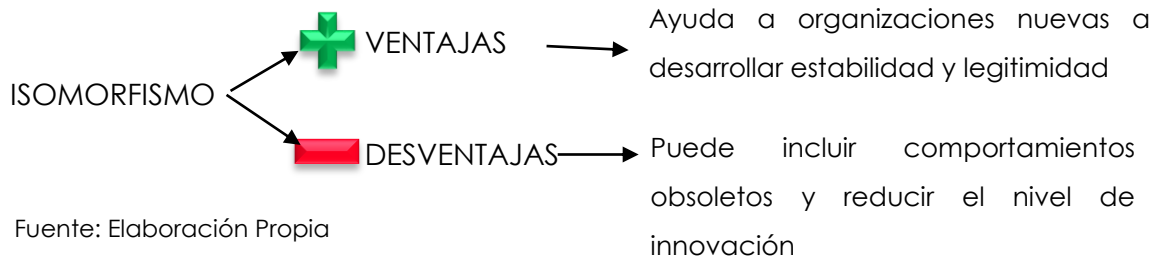 Ayuda a organizaciones nuevas a
VENTAJAS
desarrollar estabilidad y legitimidad
ISOMORFISMO
DESVENTAJAS
Puede incluir comportamientos
obsoletos y reducir el nivel de
innovación
Fuente: Elaboración Propia